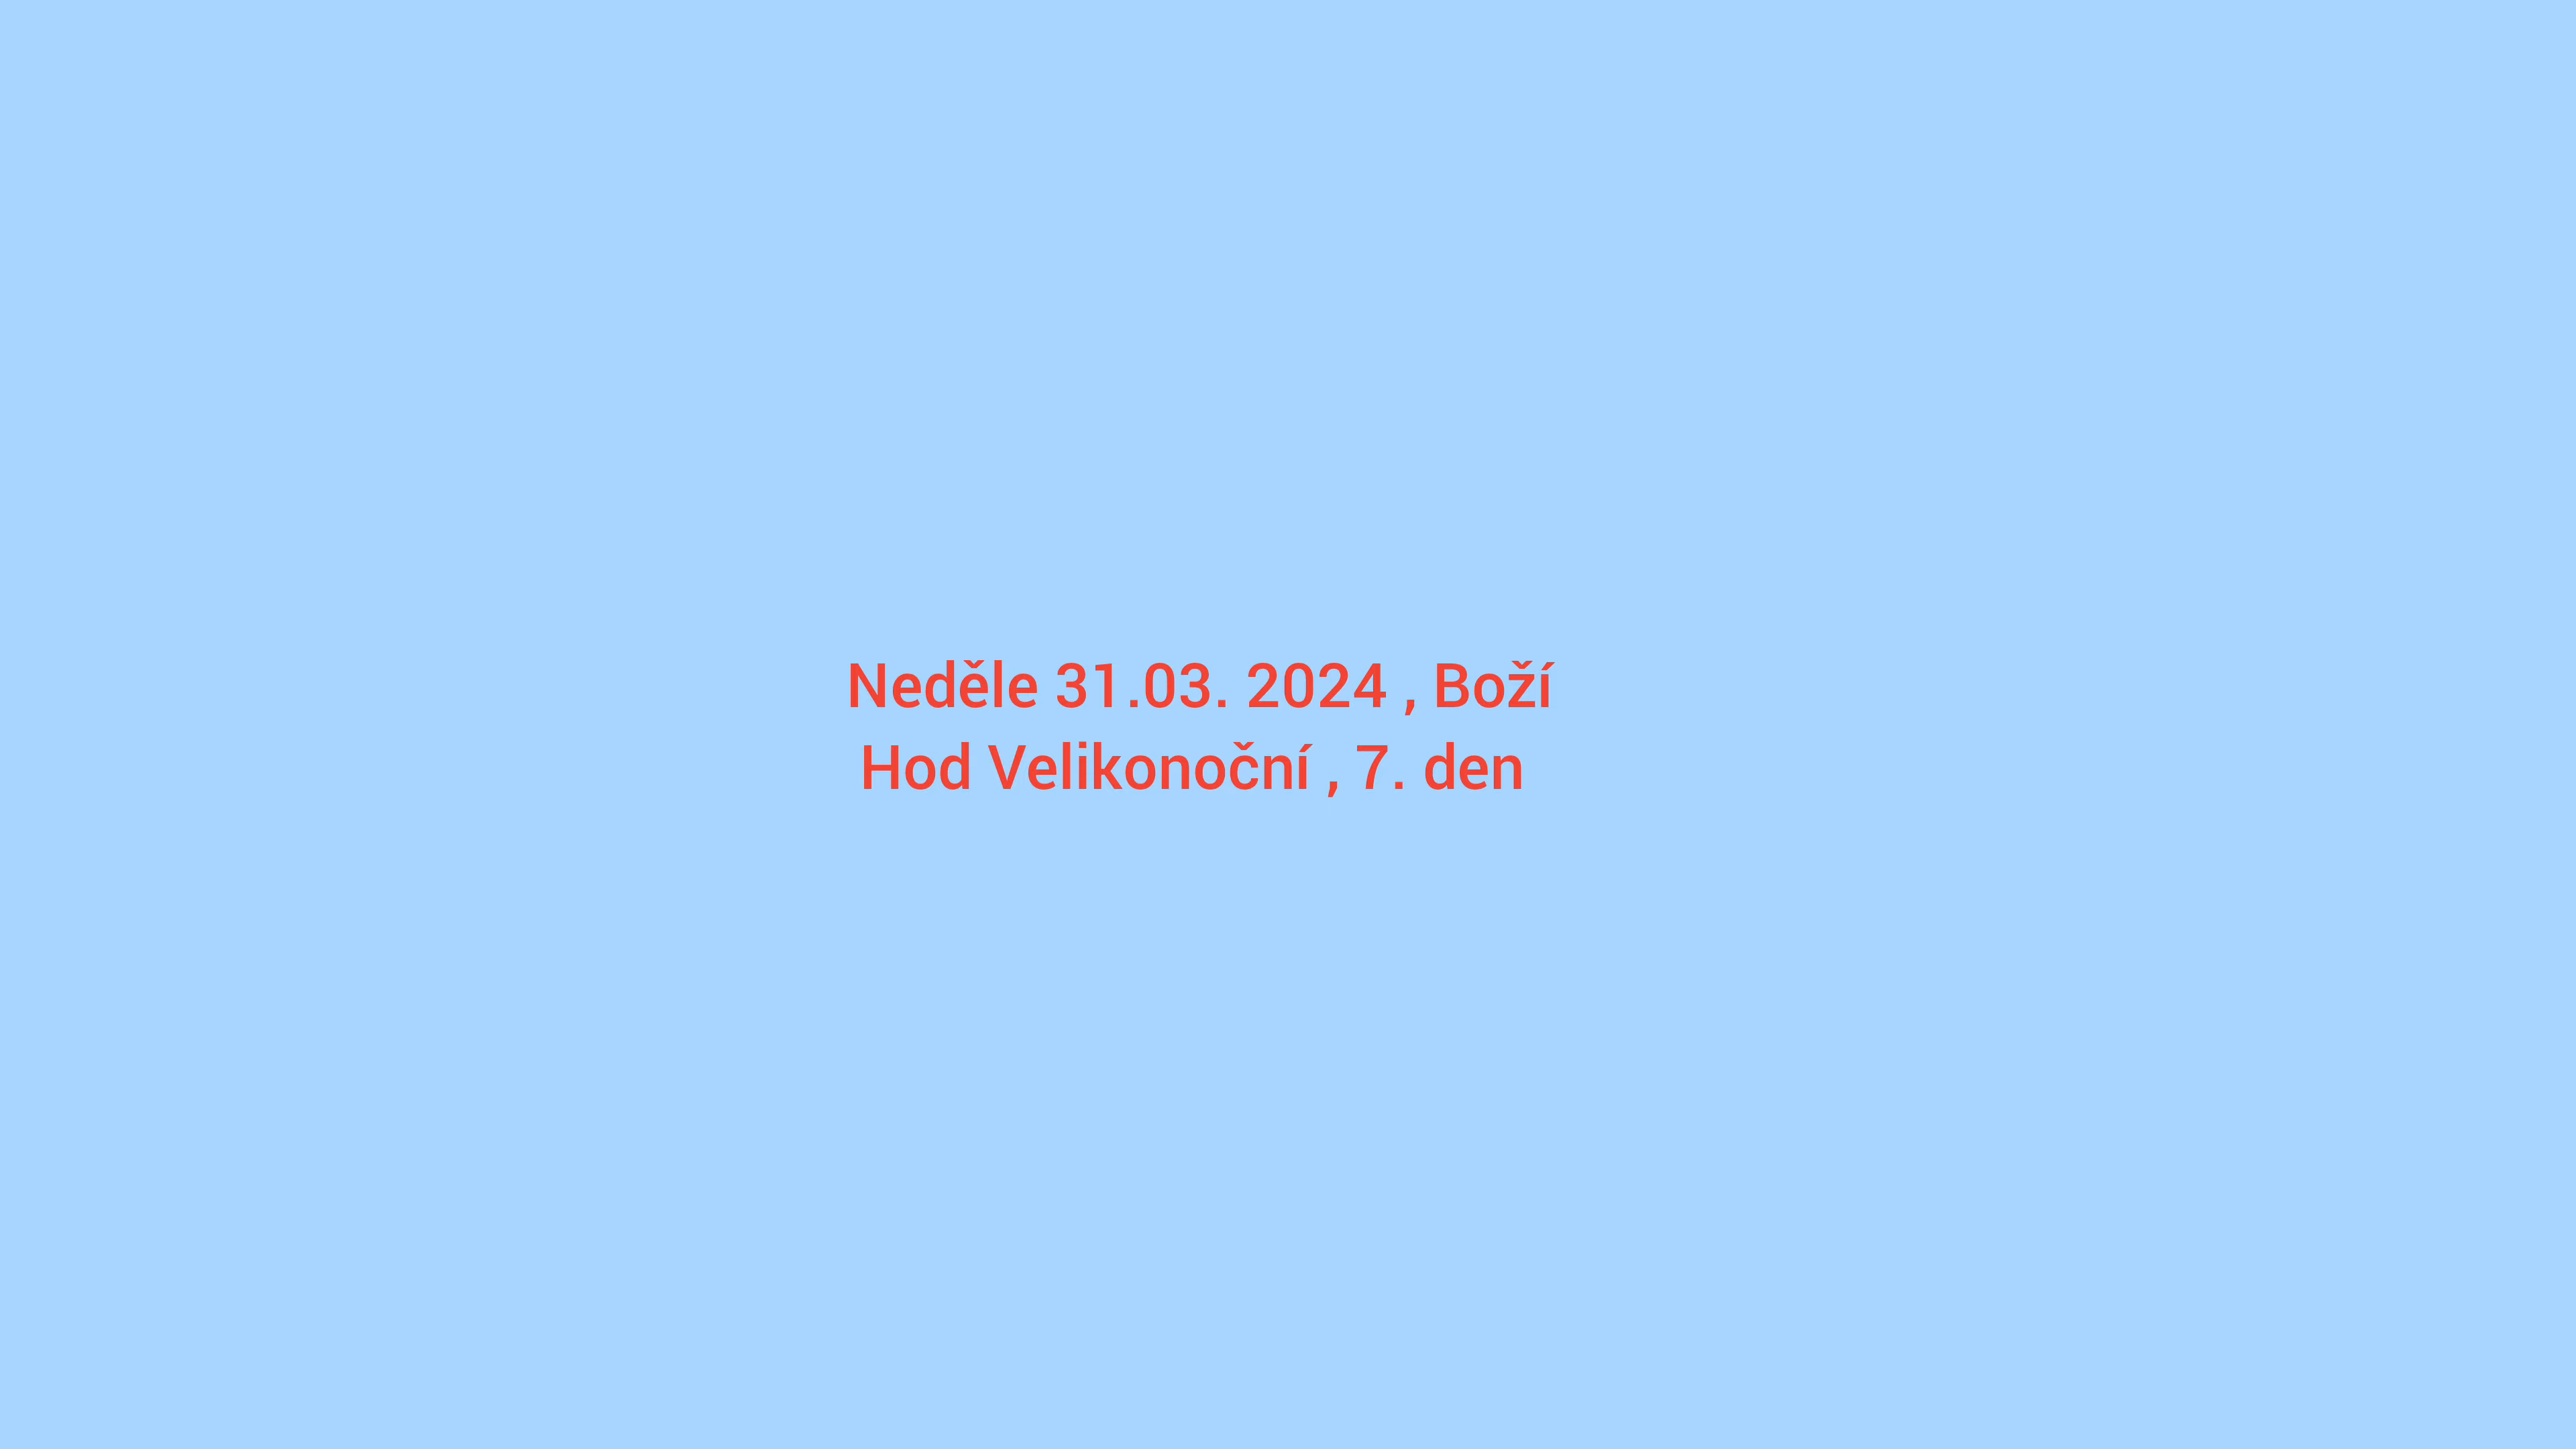 Neděle 31.03. 2024 , Boží
Hod Velikonoční , 7. den